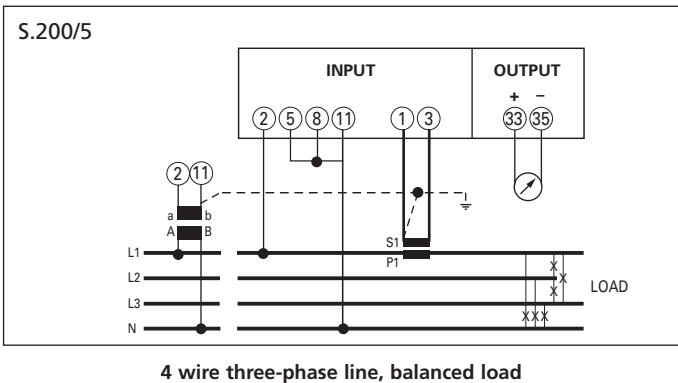 S.200/5
INPUT OUTPUT
+ –
2 5 8 11 1 3 33 35
2 11
a b
A B
S1
L1
P1
L2
LOAD
L3
X X X X X X
N
4 wire three-phase line, balanced load